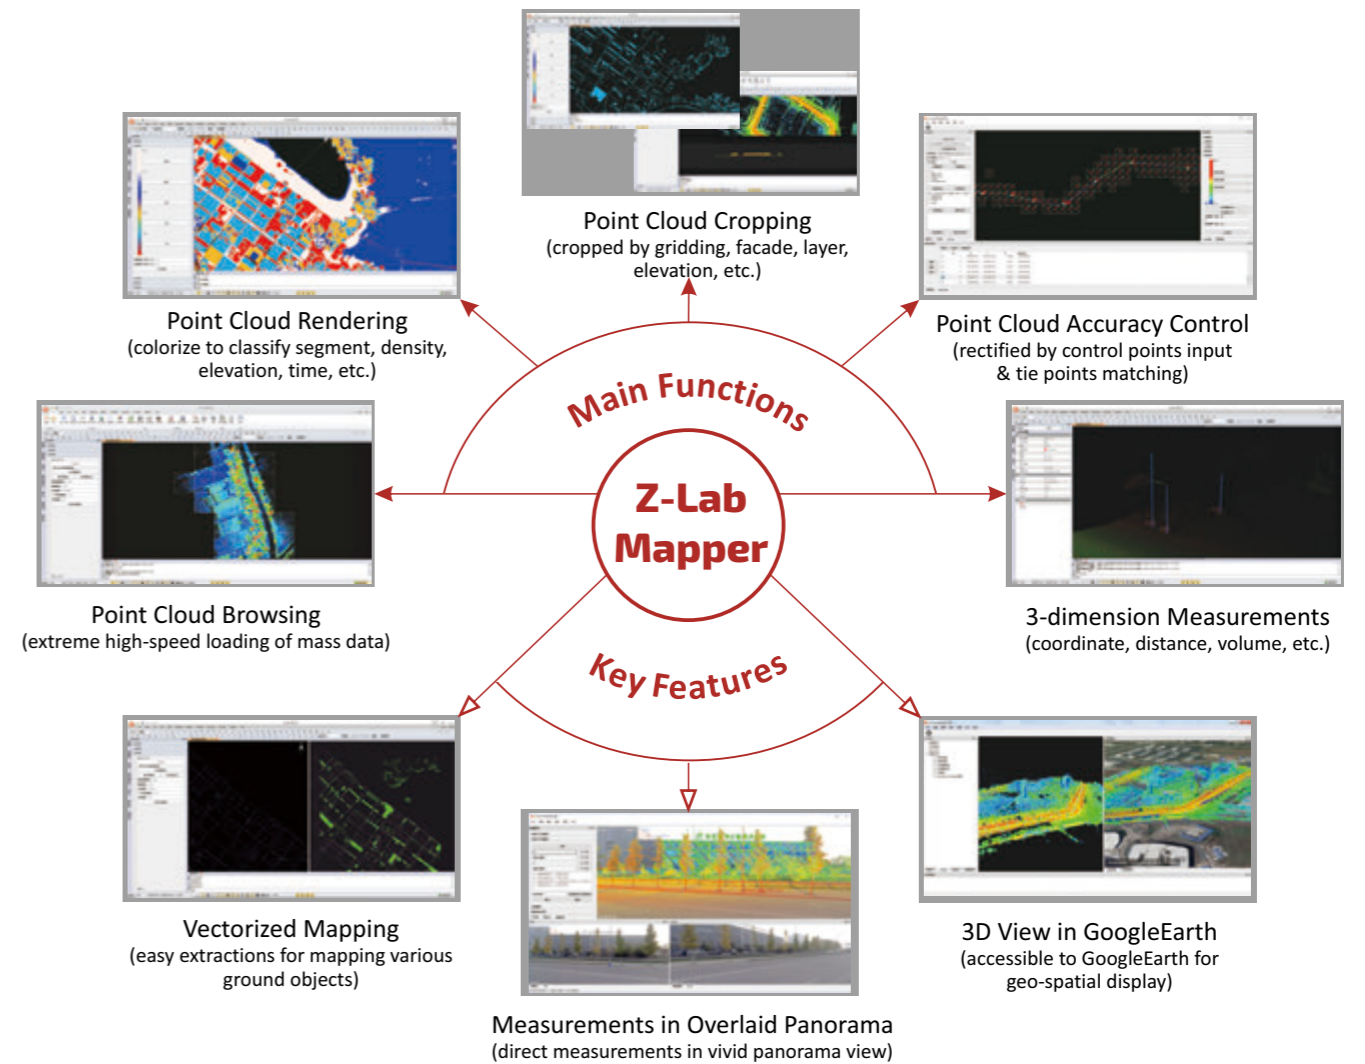 Point Cloud Cropping
(cropped by gridding, facade, layer,
elevation, etc.)
Point Cloud Rendering
(colorize to classify segment, density,
elevation, time, etc.)
Point Cloud Accuracy Control
(rectified by control points input
& tie points matching)
Main Functions
Z-Lab
Mapper
Point Cloud Browsing
(extreme high-speed loading of mass data)
3-dimension Measurements
(coordinate, distance, volume, etc.)
Key Features
Vectorized Mapping
(easy extractions for mapping various
ground objects)
3D View in GoogleEarth
(accessible to GoogleEarth for
geo-spatial display)
Measurements in Overlaid Panorama
(direct measurements in vivid panorama view)